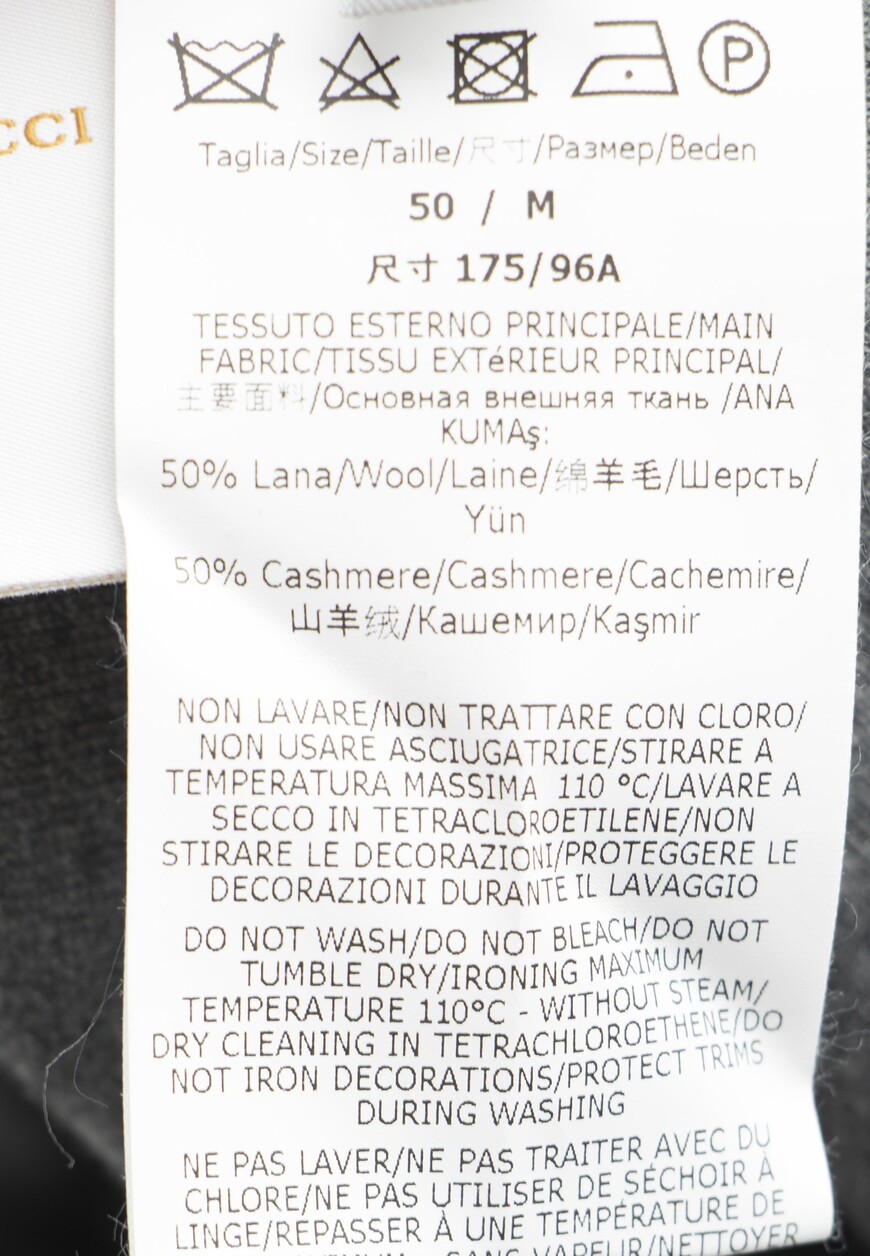 CCI
P
Taglia/Size/Taille/尺寸/Размер/Beden
50 / M
尺寸 175/96A
TESSUTO ESTERNO PRINCIPALE/MAIN
FABRIC/TISSU EXTéRIEUR PRINCIPAL/
主要面料/Основная внешняя ткань /ANA
KUMAş:
50% Lana/Wool/Laine/绵羊毛/Шерсть/
Yün
50% Cashmere/Cashmere/Cachemire/
山羊绒/Кашемир/Kaşmir
NON LAVARE/NON TRATTARE CON CLORO/
NON USARE ASCIUGATRICE/STIRARE A
TEMPERATURA MASSIMA 110 °C/LAVARE A
SECCO IN TETRACLOROETILENE/NON
STIRARE LE DECORAZIONI/PROTEGGERE LE
DECORAZIONI DURANTE IL LAVAGGIO
DO NOT WASH/DO NOT BLEACH/DO NOT
TUMBLE DRY/IRONING MAXIMUM
TEMPERATURE 110°C - WITHOUT STEAM/
DRY CLEANING IN TETRACHLOROETHENE/DO
NOT IRON DECORATIONS/PROTECT TRIMS
DURING WASHING
NE PAS LAVER/NE PAS TRAITER AVEC DU
CHLORE/NE PAS UTILISER DE SÉCHOIR À
LINGE/REPASSER À UNE TEMPÉRATURE DE
SANS VAPEUR/NETTOYER